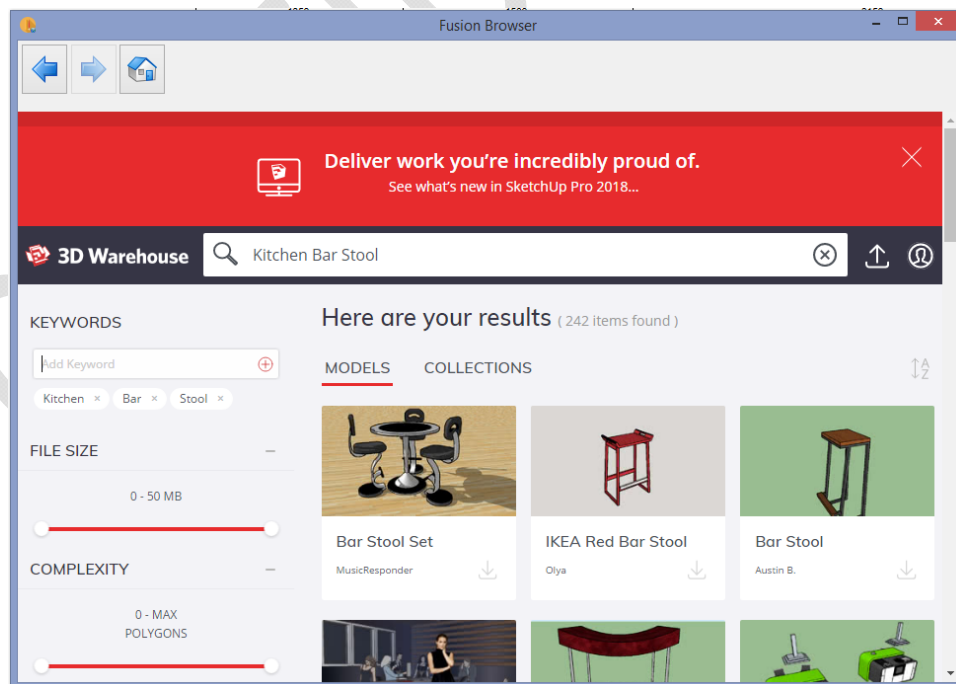 Fusion Browser
Deliver work you're incredibly proud of.
See what's new in SketchUp Pro 2018...
3D Warehouse
Kitchen Bar Stool
KEYWORDS
Add Keyword
Kitchen ×
Bar ×
Stool ×
FILE SIZE
0 - 50 MB
COMPLEXITY
0 - MAX
POLYGONS
Here are your results ( 242 items found )
MODELS COLLECTIONS
A
Z
Bar Stool Set
MusicResponder
IKEA Red Bar Stool
Olya
Bar Stool
Austin B.